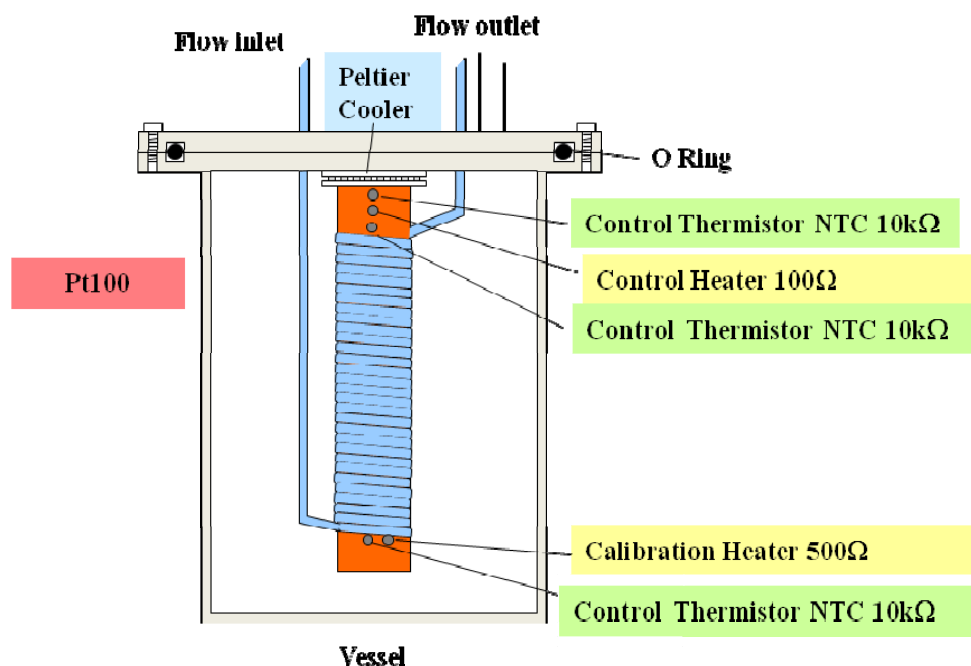 Flow outlet
Flow inlet
Peltier
Cooler
O Ring
Control Thermistor NTC 10kΩ
Pt100
Control Heater 100Ω
Control Thermistor NTC 10kΩ
Calibration Heater 500Ω
Control Thermistor NTC 10kΩ
Vessel